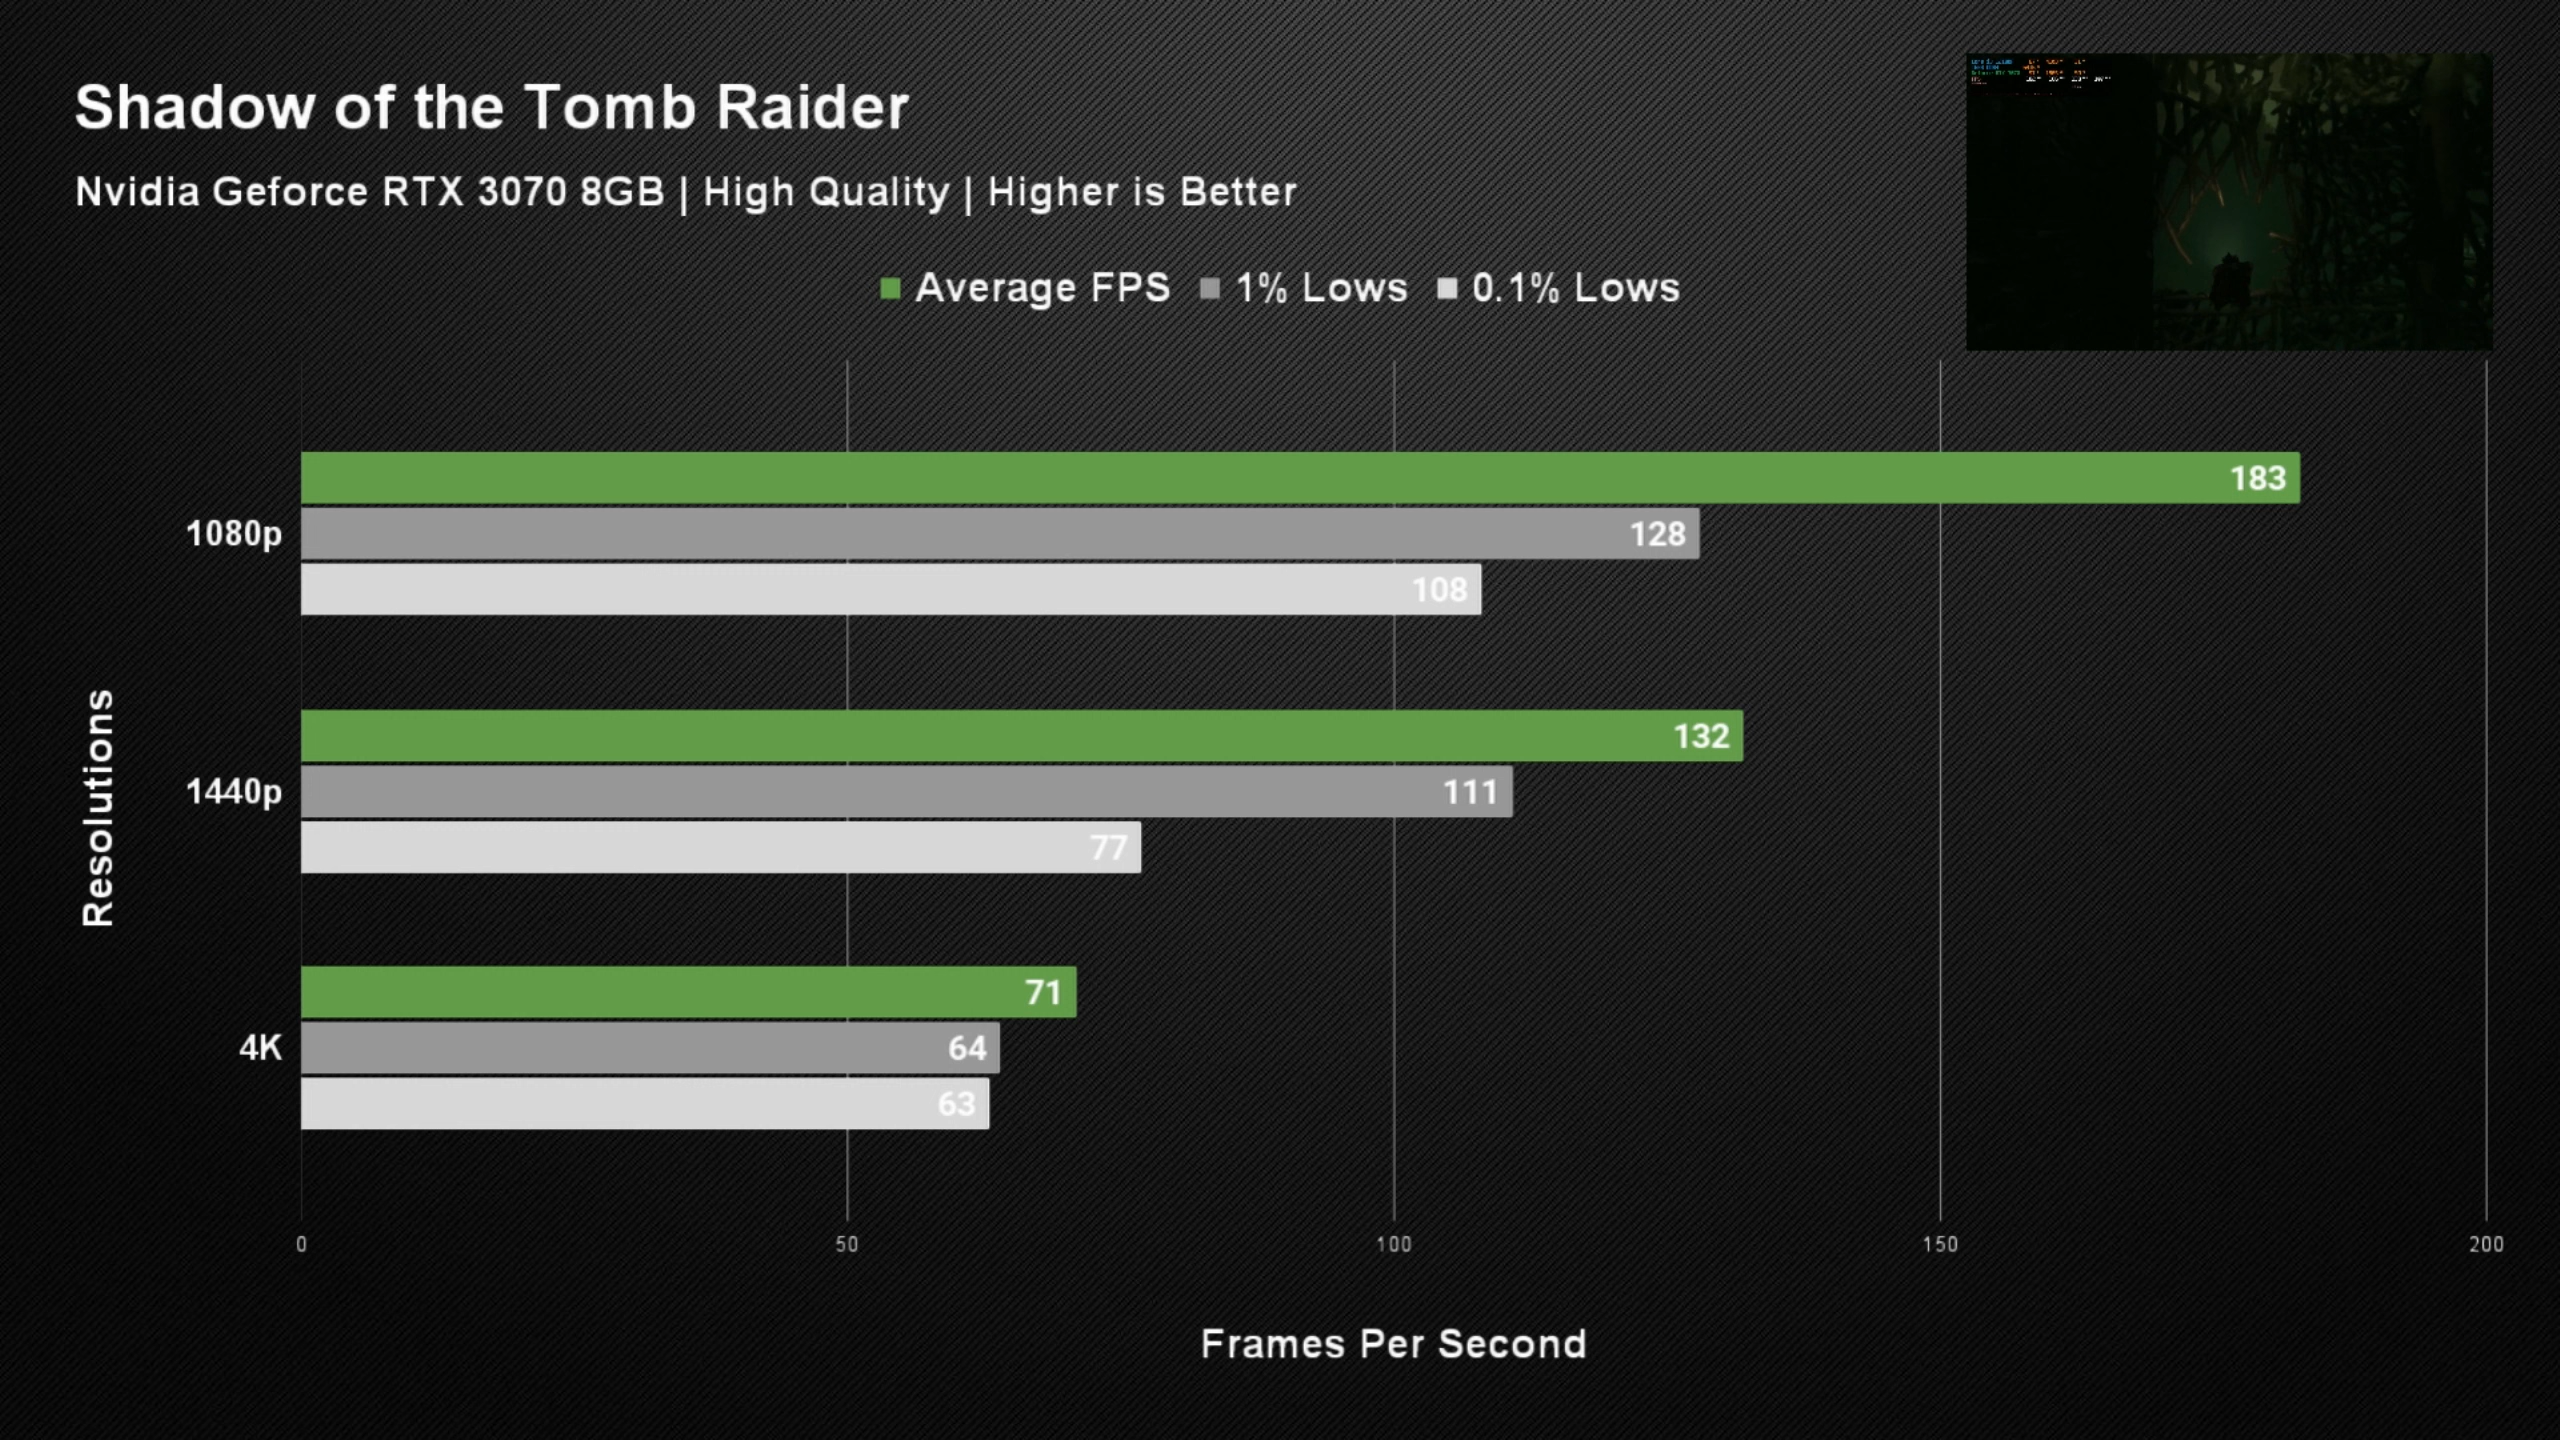 Shadow of the Tomb Raider
Nvidia Geforce RTX 3070 8GB | High Quality | Higher is Better
Average FPS 1% Lows 0.1% Lows
183
1080p 128
108
132
1440p 111
77
71
4K 64
63
Resolutions
0 50 100 150 200
Frames Per Second